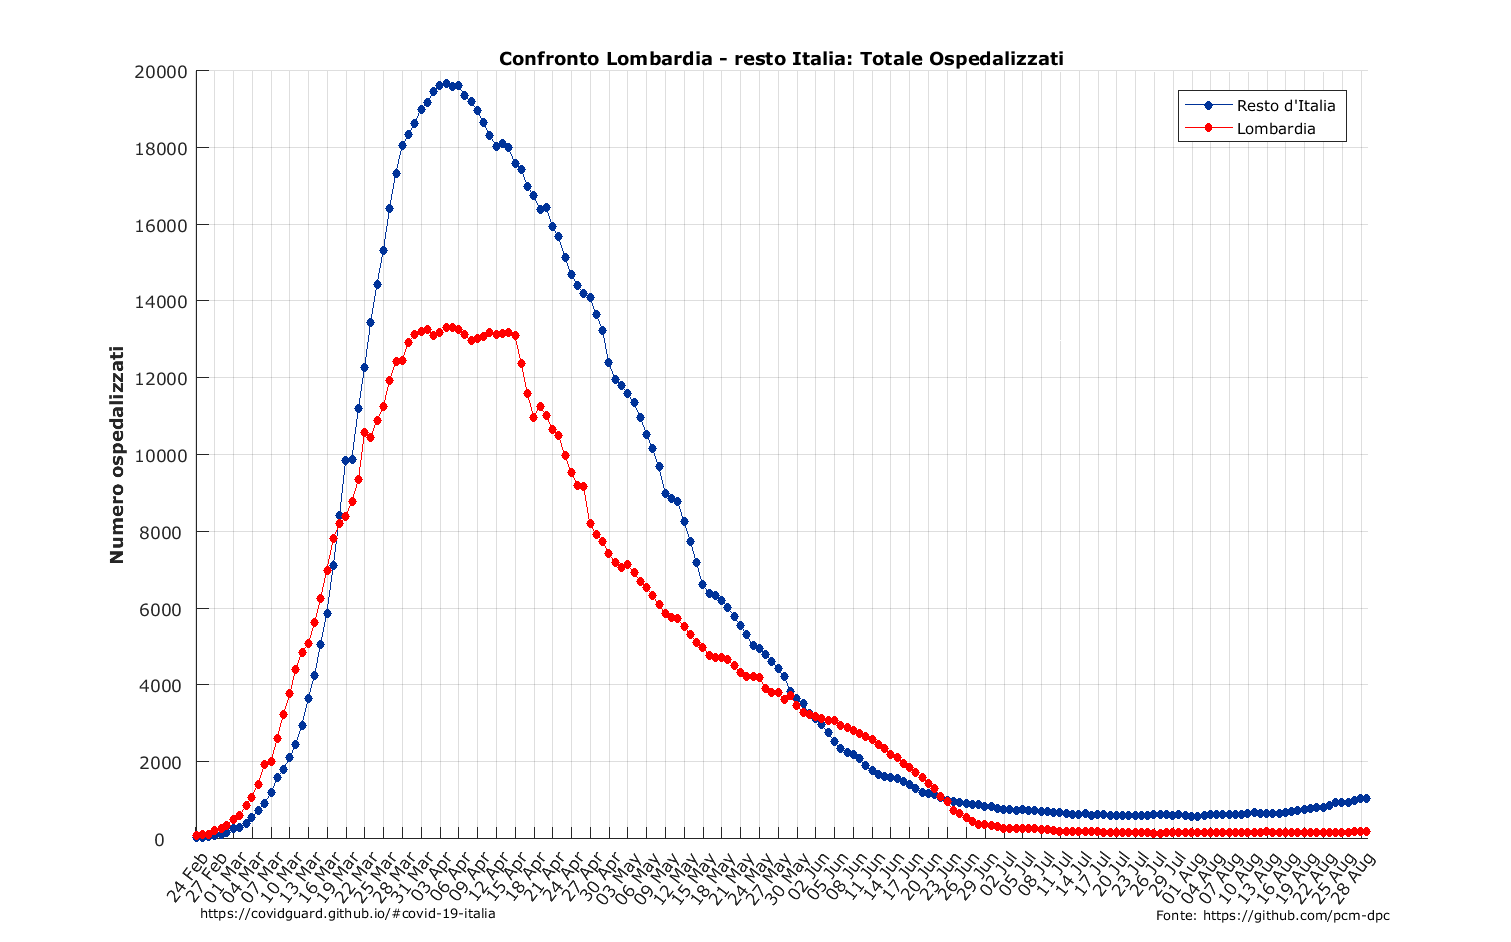 Confronto Lombardia - resto Italia: Totale Ospedalizzati
20000
18000
16000
14000
12000
10000
8000
6000
4000
2000
0
Numero ospedalizzati
Resto d'Italia
Lombardia
24 Feb
27 Feb
01 Mar
04 Mar
07 Mar
10 Mar
13 Mar
16 Mar
19 Mar
22 Mar
25 Mar
28 Mar
31 Mar
03 Apr
06 Apr
09 Apr
12 Apr
15 Apr
18 Apr
21 Apr
24 Apr
27 Apr
30 Apr
03 May
06 May
09 May
12 May
15 May
18 May
21 May
24 May
27 May
30 May
02 Jun
05 Jun
08 Jun
11 Jun
14 Jun
17 Jun
20 Jun
23 Jun
26 Jun
29 Jun
02 Jul
05 Jul
08 Jul
11 Jul
14 Jul
17 Jul
20 Jul
23 Jul
26 Jul
29 Jul
01 Aug
04 Aug
07 Aug
10 Aug
13 Aug
16 Aug
19 Aug
22 Aug
25 Aug
28 Aug
https://covidguard.github.io/#covid-19-italia
Fonte: https://github.com/pcm-dpc